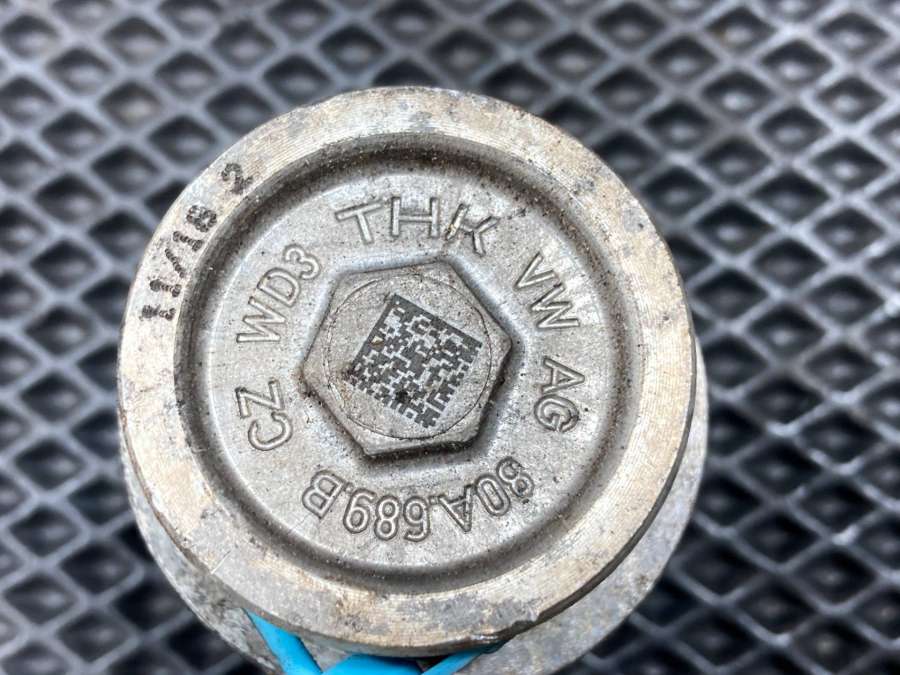 THK
VW AG
80A.689.B
CZ WD3
11/18 2